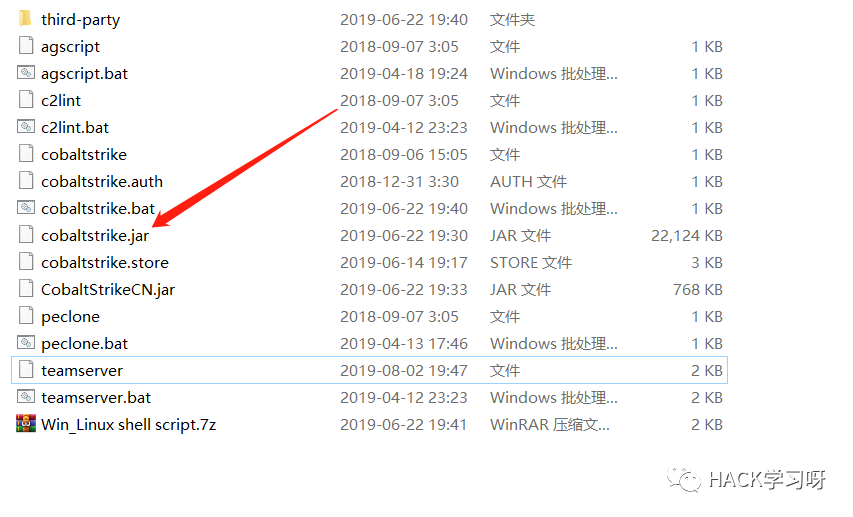 third-party 2019-06-22 19:40 文件夹
agscript 2018-09-07 3:05 文件 1 KB
agscript.bat 2019-04-18 19:24 Windows 批处理... 1 KB
c2lint 2018-09-07 3:05 文件 1 KB
c2lint.bat 2019-04-12 23:23 Windows 批处理... 1 KB
cobaltstrike 2018-09-06 15:05 文件 1 KB
cobaltstrike.auth 2018-12-31 3:30 AUTH 文件 1 KB
cobaltstrike.bat 2019-06-22 19:40 Windows 批处理... 1 KB
cobaltstrike.jar 2019-06-22 19:30 JAR 文件 22,124 KB
cobaltstrike.store 2019-06-14 19:17 STORE 文件 3 KB
CobaltStrikeCN.jar 2019-06-22 19:33 JAR 文件 768 KB
peclone 2018-09-07 3:05 文件 1 KB
peclone.bat 2019-04-13 17:46 Windows 批处理... 1 KB
teamserver 2019-08-02 19:47 文件 2 KB
teamserver.bat 2019-04-12 23:23 Windows 批处理... 2 KB
Win_Linux shell script.7z 2019-06-22 19:41 WinRAR 压缩文... 2 KB
HACK学习呀